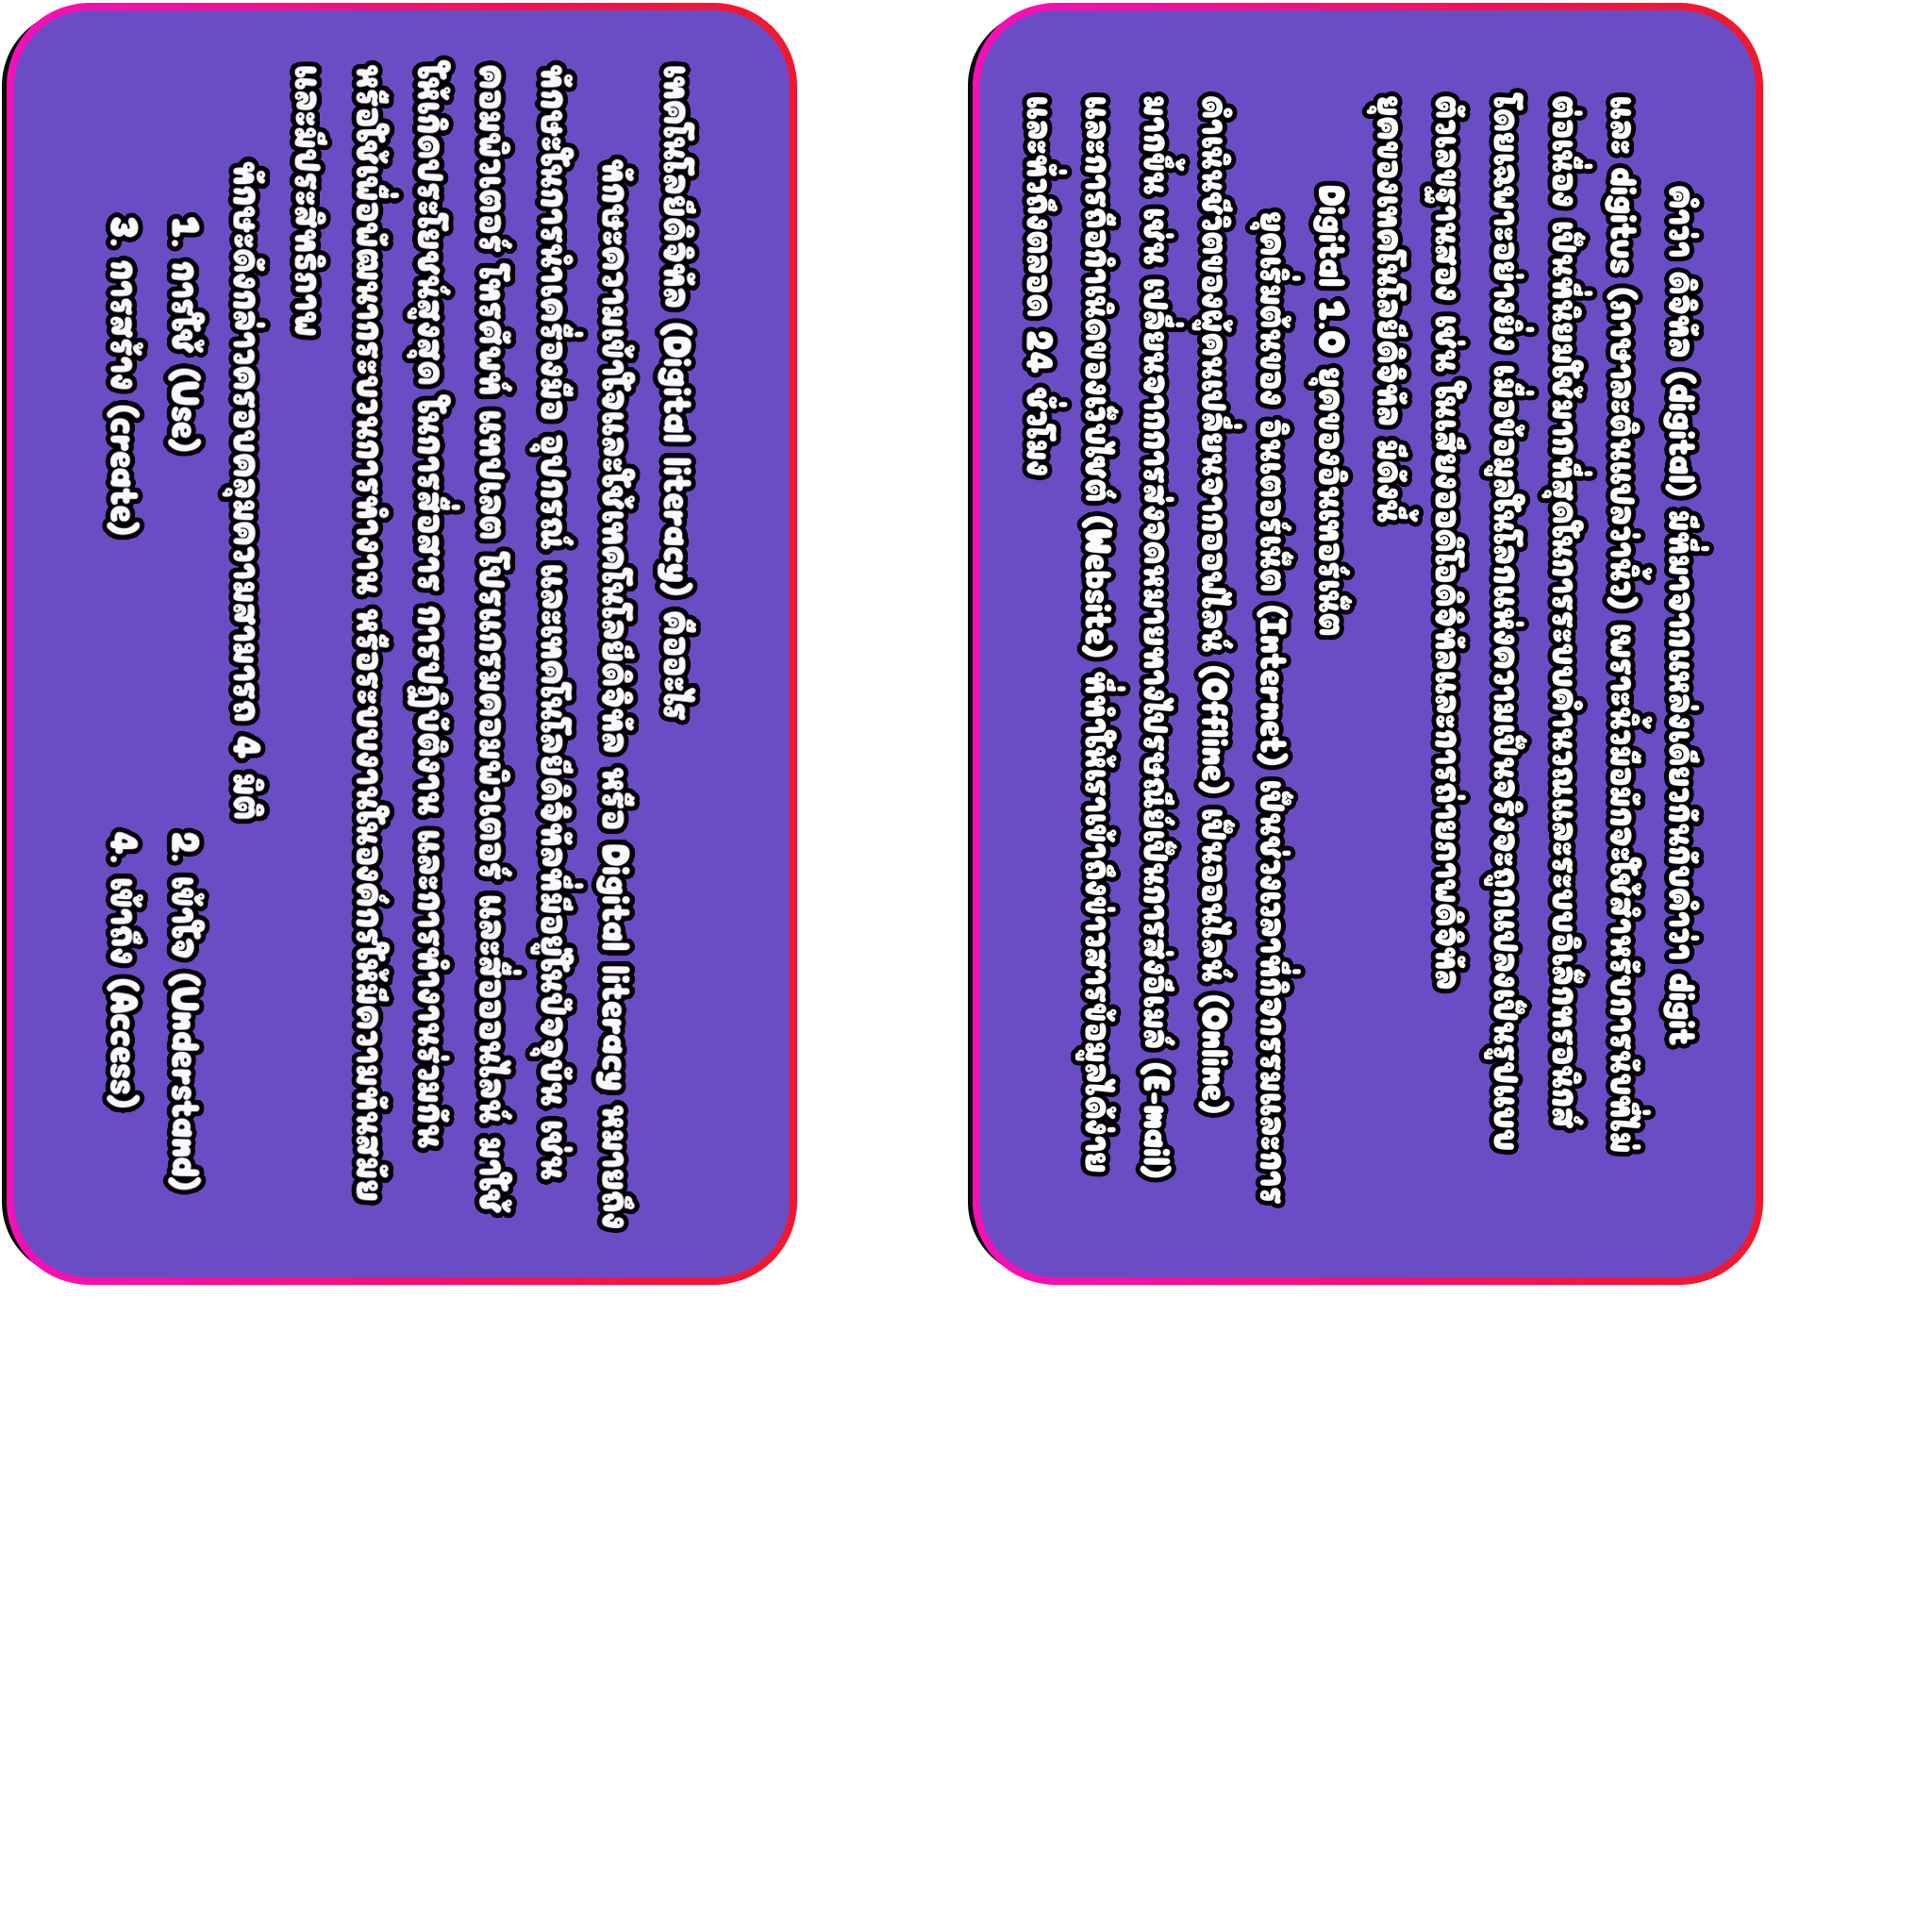 คำว่า ดิจิทัล (digital) มีที่มาจากแหล่งเดียวกันกับคำว่า digit
และ digitus (ภาษาละตินแปลว่านิ้ว) เพราะนิ้วมือมักจะใช้สำหรับการนับที่ไม่
ต่อเนื่อง เป็นที่นิยมใช้มากที่สุดในการระบบคำนวณและระบบอิเล็กทรอนิกส์
โดยเฉพาะอย่างยิ่ง เมื่อข้อมูลในโลกแห่งความเป็นจริงจะถูกแปลงเป็นรูปแบบ
ตัวเลขฐานสอง เช่น ในเสียงออดิโอดิจิทัลและการถ่ายภาพดิจิทัล
ยุคของเทคโนโลยีดิจิทัล มีดังนี้
Digital 1.0 ยุคของอินเทอร์เน็ต
ยุคเริ่มต้นของ อินเทอร์เน็ต (Internet) เป็นช่วงเวลาที่กิจกรรมและการ
ดำเนินชีวิตของผู้คนเปลี่ยนจากออฟไลน์ (Offline) เป็นออนไลน์ (Online)
มากขึ้น เช่น เปลี่ยนจากการส่งจดหมายทางไปรษณีย์เป็นการส่งอีเมล์ (E-mail)
และการก่อกำเนิดของเว็บไซต์ (Website) ที่ทำให้เราเข้าถึงข่าวสารข้อมูลได้ง่าย
และทั่วถึงตลอด 24 ชั่วโมง
เทคโนโลยีดิจิทัล (Digital literacy) คืออะไร
ทักษะความเข้าใจและใช้เทคโนโลยีดิจิทัล หรือ Digital literacy หมายถึง
ทักษะในการนำเครื่องมือ อุปกรณ์ และเทคโนโลยีดิจิทัลที่มีอยู่ในปัจจุบัน เช่น
คอมพิวเตอร์ โทรศัพท์ แทปเลต โปรแกรมคอมพิวเตอร์ และสื่อออนไลน์ มาใช้
ให้เกิดประโยชน์สูงสุด ในการสื่อสาร การปฏิบัติงาน และการทำงานร่วมกัน
หรือใช้เพื่อพัฒนากระบวนการทำงาน หรือระบบงานในองค์กรให้มีความทันสมัย
และมีประสิทธิภาพ
ทักษะดังกล่าวครอบคลุมความสามารถ 4 มิติ
1. การใช้ (Use) 2. เข้าใจ (Understand)
3. การสร้าง (create) 4. เข้าถึง (Access)